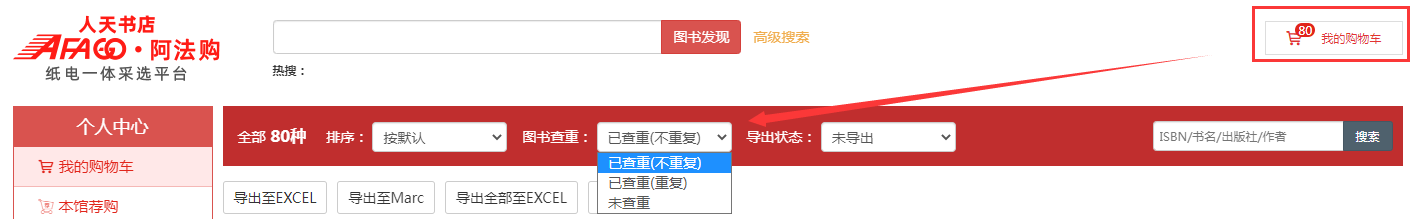 人天书店
AFAGO·阿法购
纸电一体采选平台
图书发现
高级搜索
热搜：
80
我的购物车
个人中心
我的购物车
本馆荐购
全部 80种
排序：
按默认
图书查重：
已查重(不重复)
导出状态：
未导出
ISBN/书名/出版社/作者
搜索
已查重(不重复)
已查重(重复)
未查重
导出至EXCEL
导出至Marc
导出全部至EXCEL